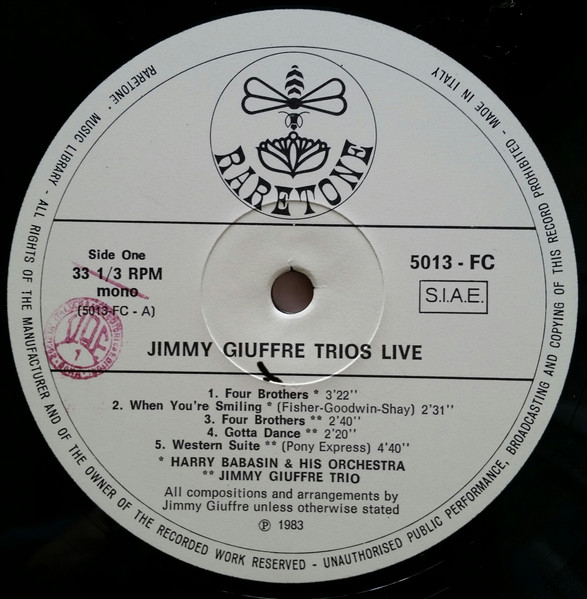 RARETONE
Side One
33 1/3 RPM
mono
(5013-FC - A)
5013 - FC
S.I.A.E.
JIMMY GIUFFRE TRIOS LIVE
1. Four Brothers * 3'22''
2. When You're Smiling * (Fisher-Goodwin-Shay) 2'31''
3. Four Brothers ** 2'40''
4. Gotta Dance ** 2'20''
5. Western Suite ** (Pony Express) 4'40''
* HARRY BABASIN & HIS ORCHESTRA
** JIMMY GIUFFRE TRIO
All compositions and arrangements by
Jimmy Giuffre unless otherwise stated
℗ 1983
RARETONE • MUSIC LIBRARY - ALL RIGHTS OF THE MANUFACTURER AND OF THE OWNER OF THE RECORDED WORK RESERVED - UNAUTHORISED PUBLIC PERFORMANCE, BROADCASTING AND COPYING OF THIS RECORD PROHIBITED - MADE IN ITALY